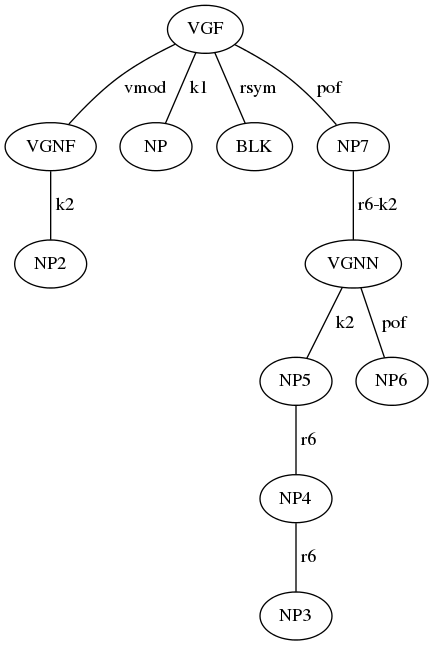 VGF
vmod k1 rsym pof
VGNF NP BLK NP7
k2 r6-k2
NP2 VGNN
k2 pof
NP5 NP6
r6
NP4
r6
NP3